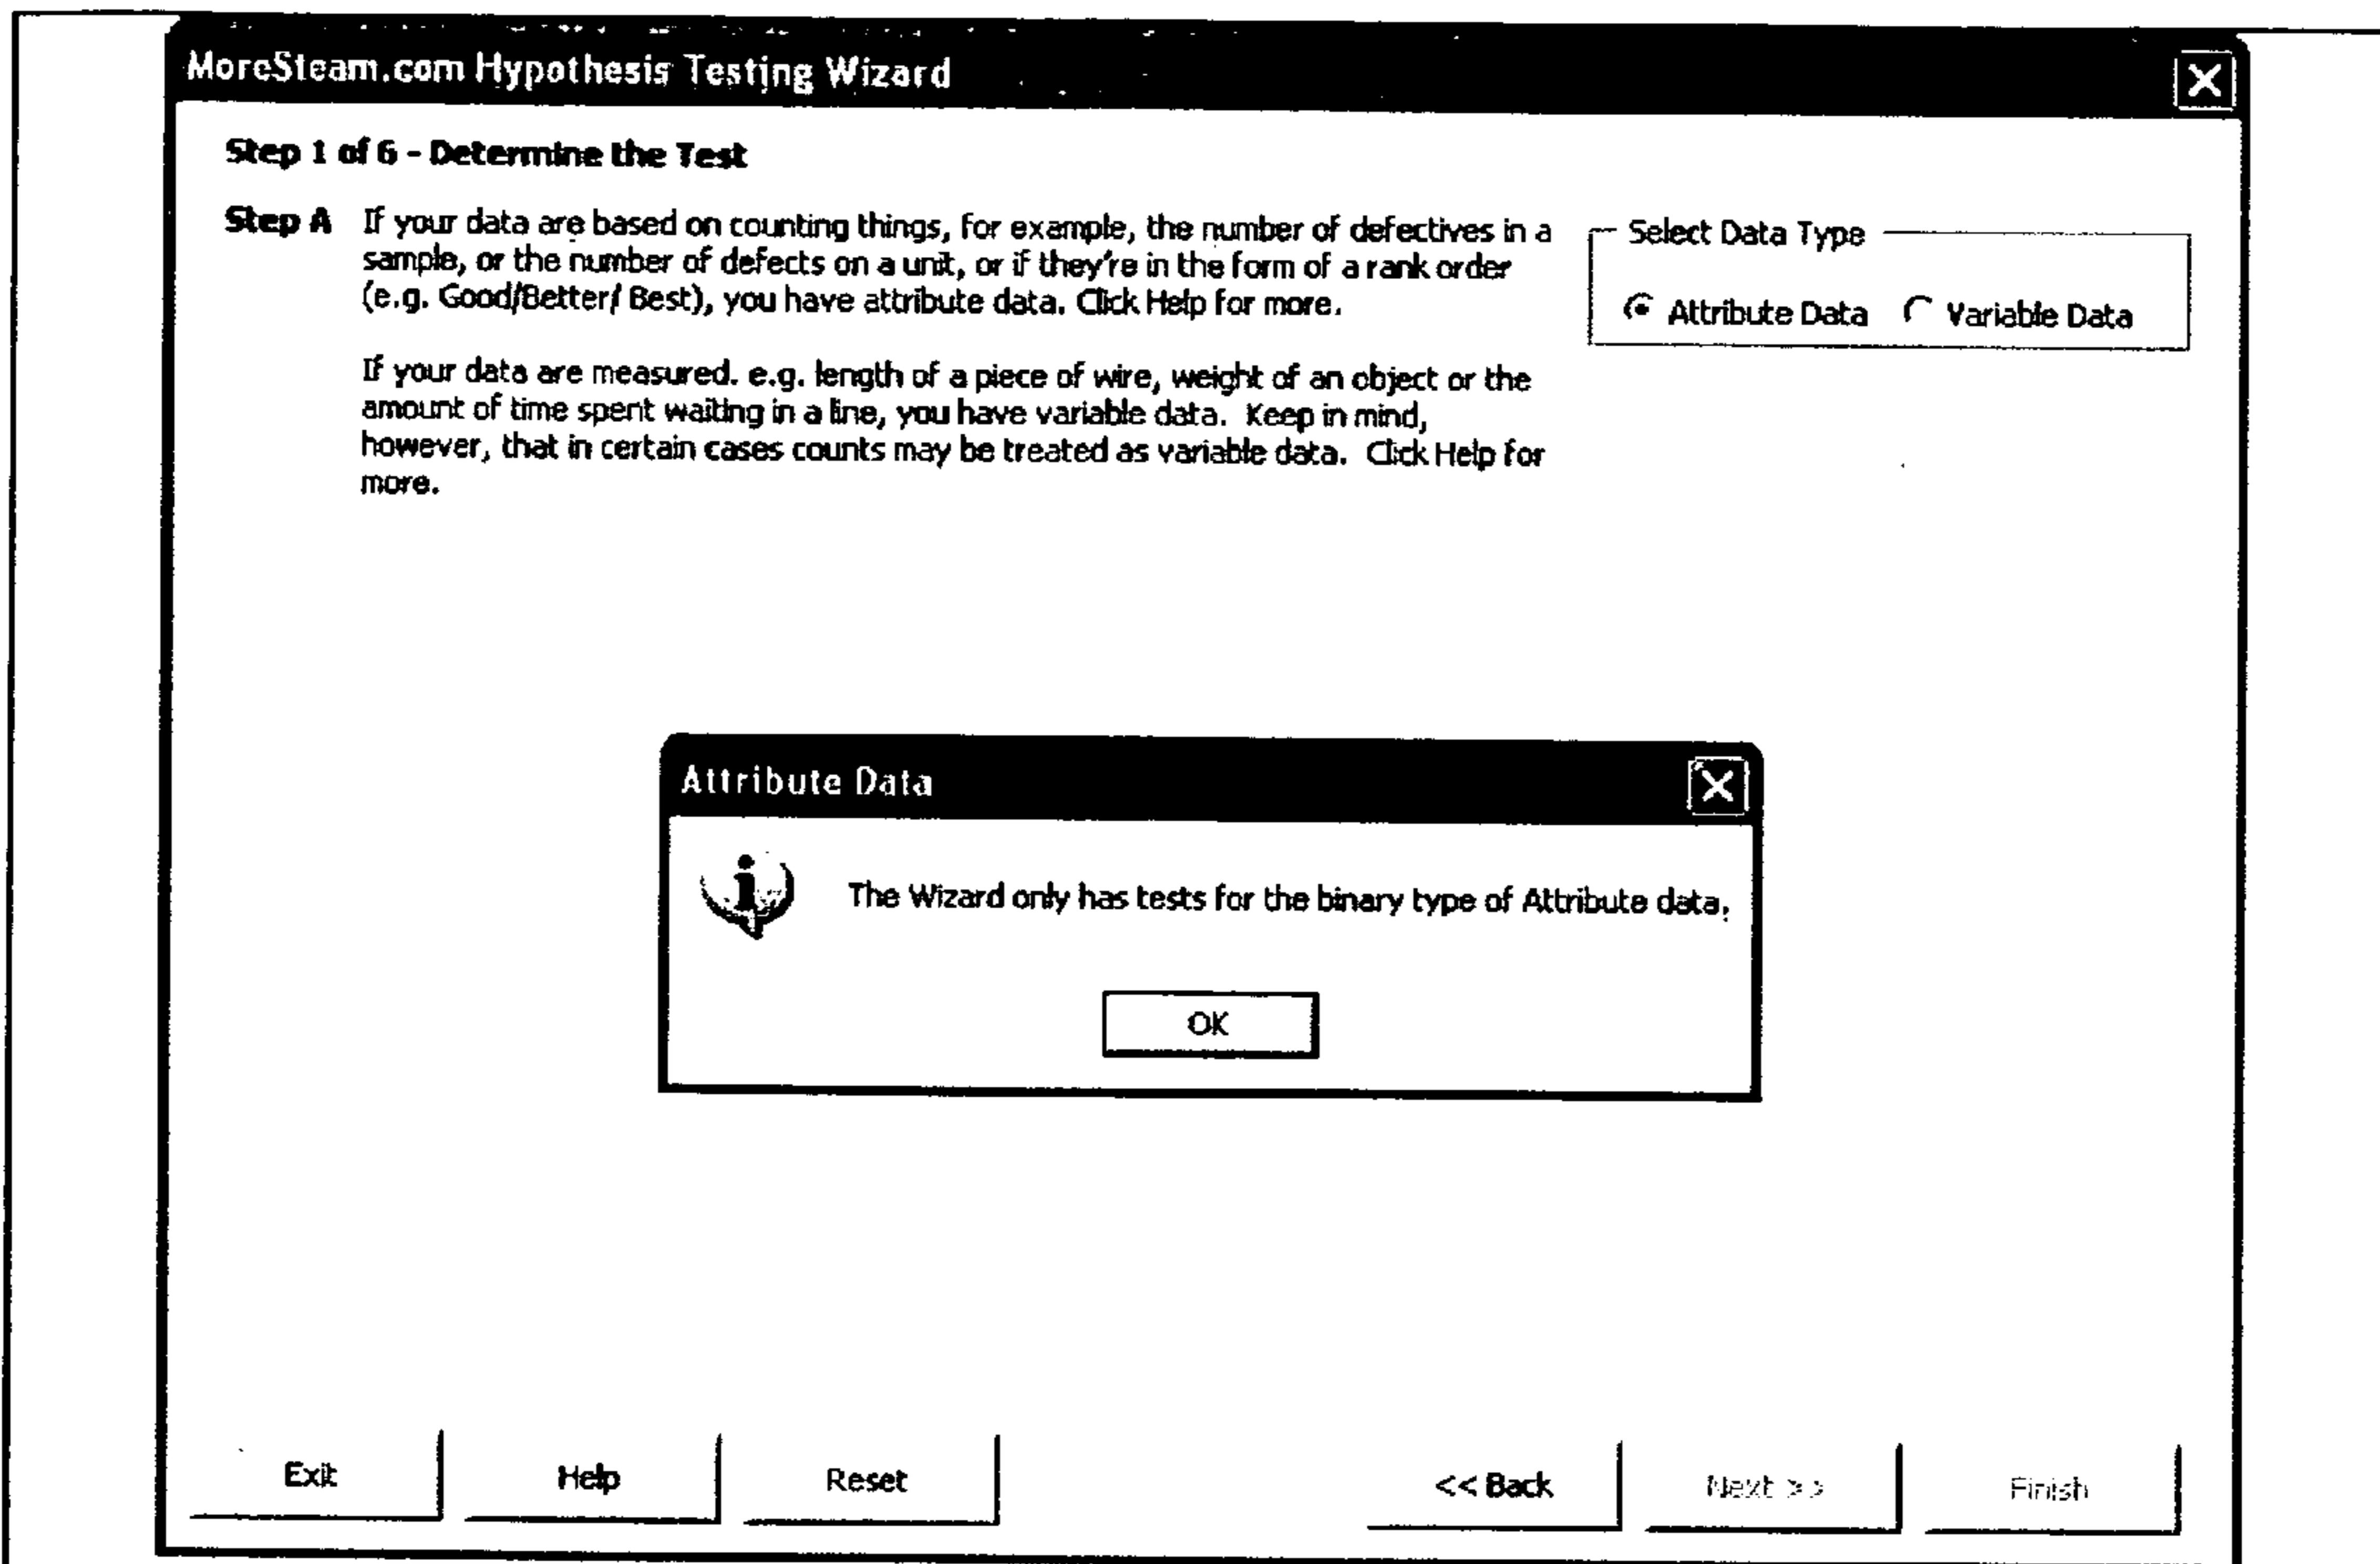 MoreSteam.com Hypothesis Testing Wizard
Step 1 of 6 - Determine the Test
Step A If your data are based on counting things, for example, the number of defectives in a
sample, or the number of defects on a unit, or if they're in the form of a rank order
(e.g. Good/Better/ Best), you have attribute data. Click Help for more.
Select Data Type
Attribute Data Variable Data
If your data are measured. e.g. length of a piece of wire, weight of an object or the
amount of time spent waiting in a line, you have variable data. Keep in mind,
however, that in certain cases counts may be treated as variable data. Click Help for
more.
Attribute Data
The Wizard only has tests for the binary type of Attribute data.
OK
Exit Help Reset << Back Next >> Finish